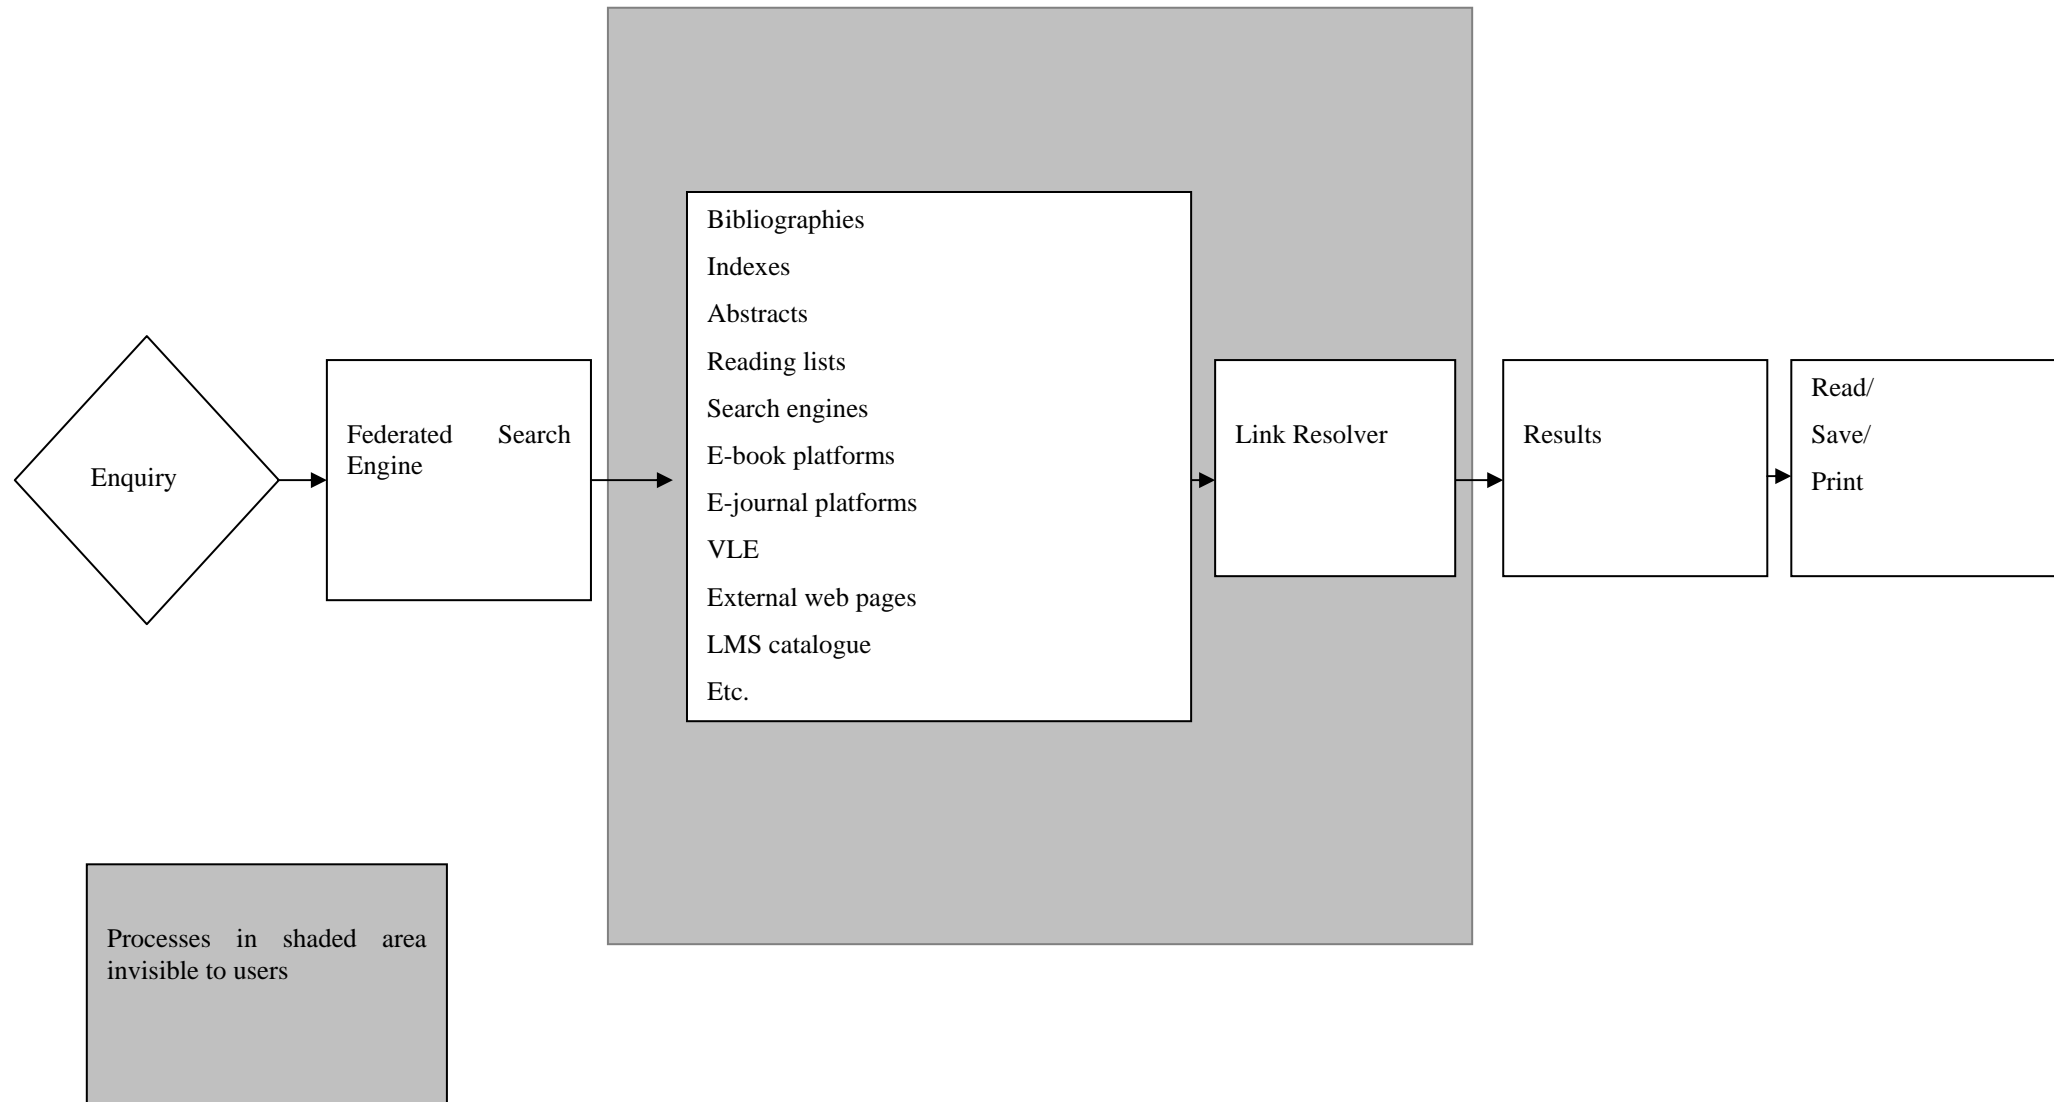 Enquiry
Federated Search
Engine
Bibliographies
Indexes
Abstracts
Reading lists
Search engines
E-book platforms
E-journal platforms
VLE
External web pages
LMS catalogue
Etc.
Link Resolver
Results
Read/
Save/
Print
Processes in shaded area
invisible to users